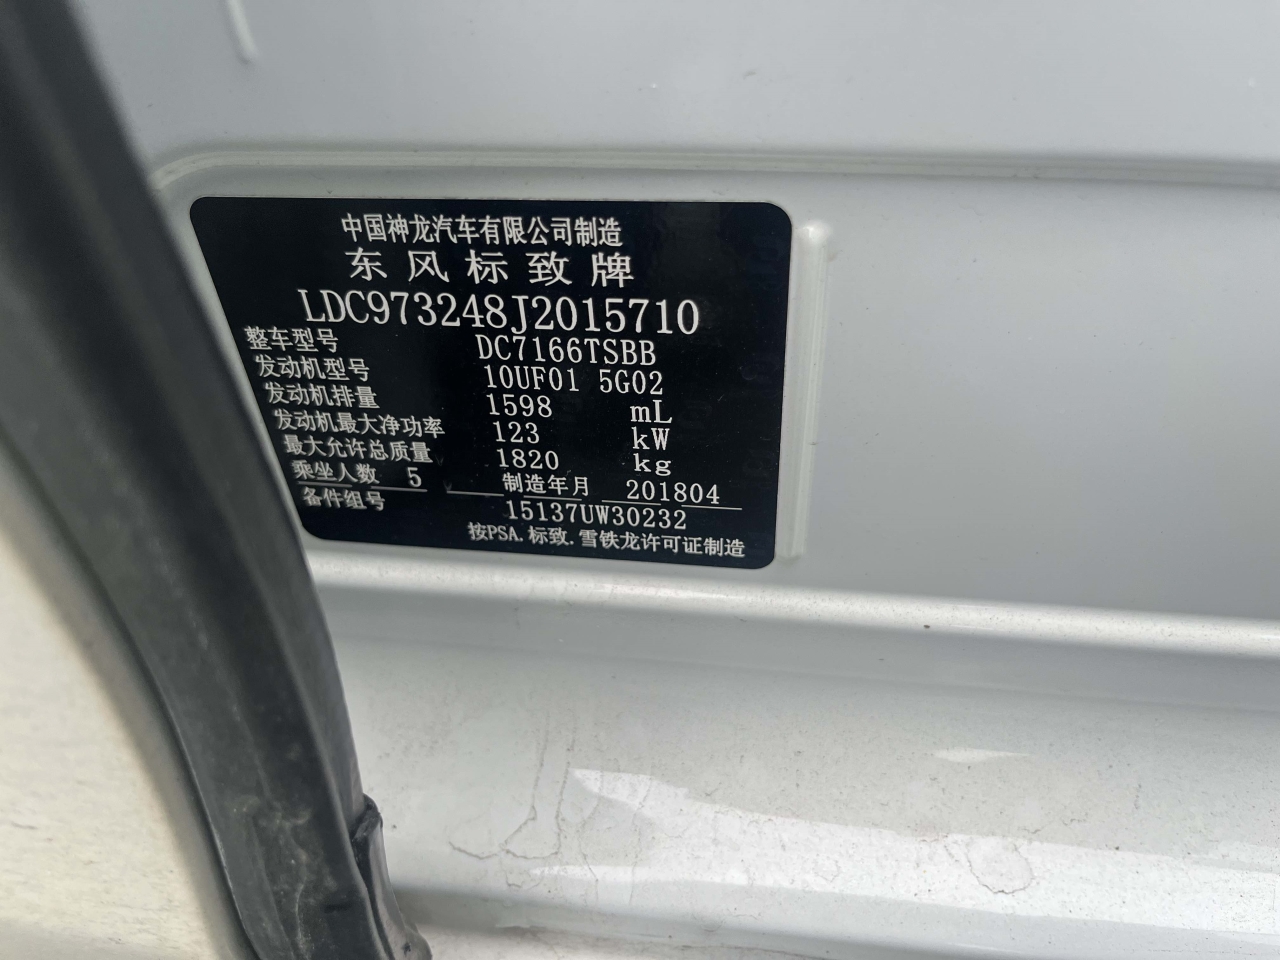 中国神龙汽车有限公司制造
东风标致牌
LDC973248J2015710
整车型号 DC7166TSBB
发动机型号 10UF01 5G02
发动机排量 1598 mL
发动机最大净功率 123 kW
最大允许总质量 1820 kg
乘坐人数 5 制造年月 201804
备件组号 15137UW30232
按PSA.标致.雪铁龙许可证制造